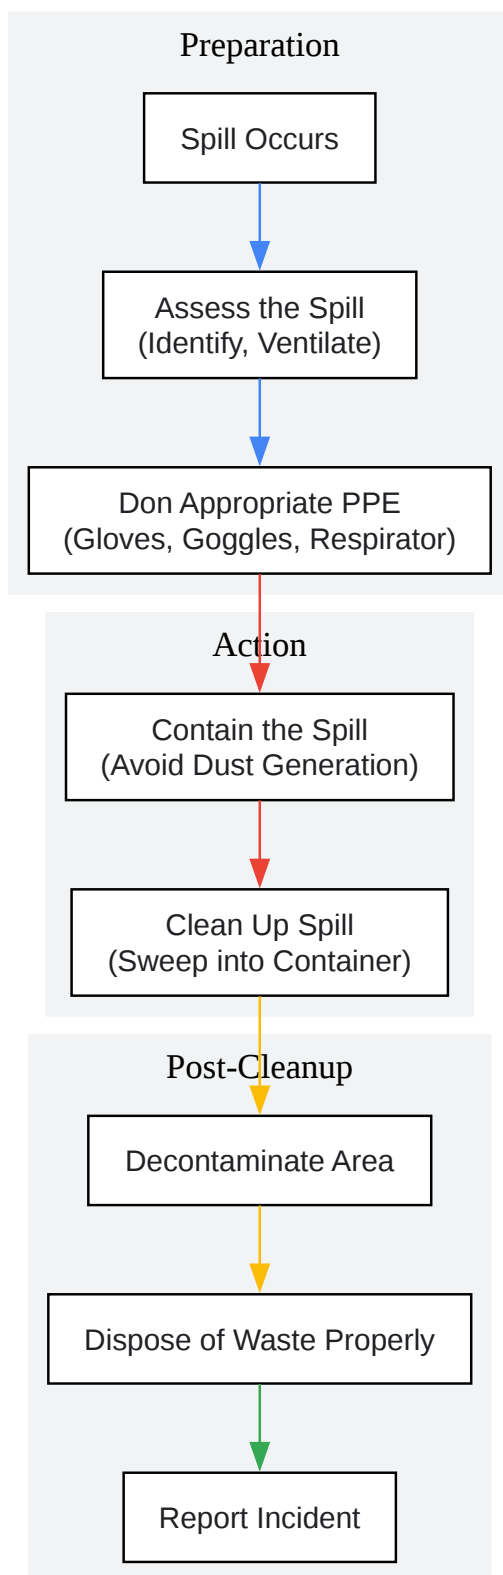 Preparation
Spill Occurs
Assess the Spill
(Identify, Ventilate)
Don Appropriate PPE
(Gloves, Goggles, Respirator)
Action
Contain the Spill
(Avoid Dust Generation)
Clean Up Spill
(Sweep into Container)
Post-Cleanup
Decontaminate Area
Dispose of Waste Properly
Report Incident